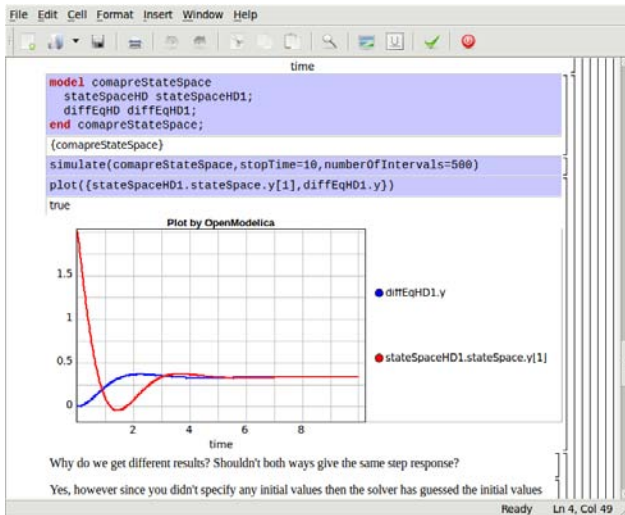 File Edit Cell Format Insert Window Help
time
model comapreStateSpace
stateSpaceHD stateSpaceHD1;
diffEqHD diffEqHD1;
end comapreStateSpace;
{comapreStateSpace}
simulate(comapreStateSpace,stopTime=10,numberOfIntervals=500)
plot({stateSpaceHD1.stateSpace.y[1],diffEqHD1.y})
true
Plot by OpenModelica
1.5
1
0.5
0
2 4 6 8
time
diffEqHD1.y
stateSpaceHD1.stateSpace.y[1]
Why do we get different results? Shouldn't both ways give the same step response?
Yes, however since you didn't specify any initial values then the solver has guessed the initial values
Ready Ln 4, Col 49